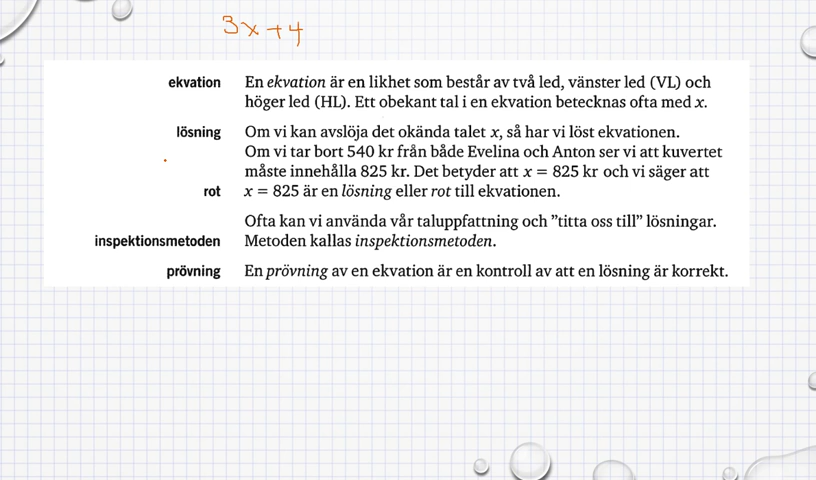 3x+4
ekvation En ekvation är en likhet som består av två led, vänster led (VL) och
höger led (HL). Ett obekant tal i en ekvation betecknas ofta med x.
lösning Om vi kan avslöja det okända talet x, så har vi löst ekvationen.
Om vi tar bort 540 kr från både Evelina och Anton ser vi att kuvertet
måste innehålla 825 kr. Det betyder att x = 825 kr och vi säger att
rot x = 825 är en lösning eller rot till ekvationen.
Ofta kan vi använda vår taluppfattning och ”titta oss till” lösningar.
inspektionsmetoden Metoden kallas inspektionsmetoden.
prövning En prövning av en ekvation är en kontroll av att en lösning är korrekt.